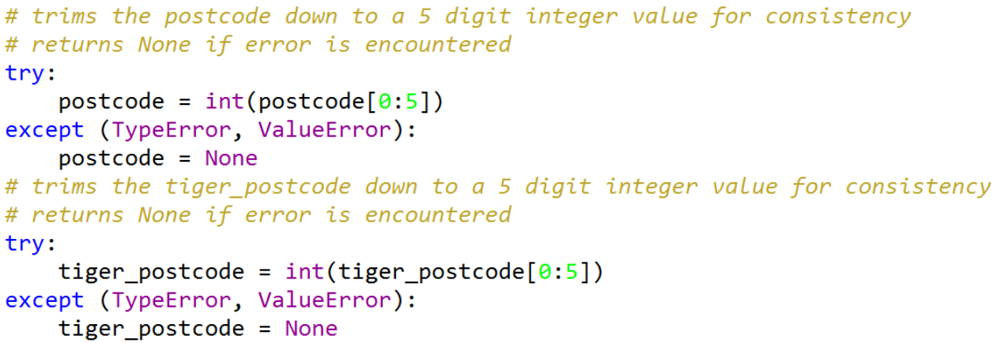 # trims the postcode down to a 5 digit integer value for consistency
# returns None if error is encountered
try:
    postcode = int(postcode[0:5])
except (TypeError, ValueError):
    postcode = None
# trims the tiger_postcode down to a 5 digit integer value for consistency
# returns None if error is encountered
try:
    tiger_postcode = int(tiger_postcode[0:5])
except (TypeError, ValueError):
    tiger_postcode = None